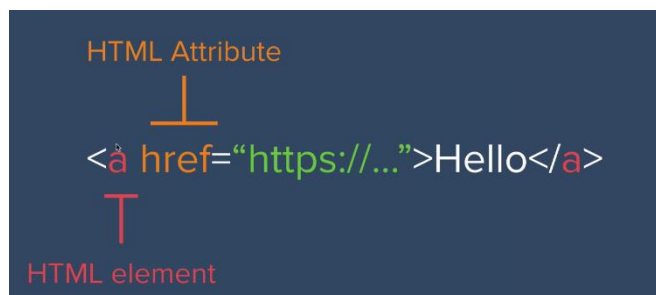 HTML Attribute
<a href=“https://...”>Hello</a>
HTML element